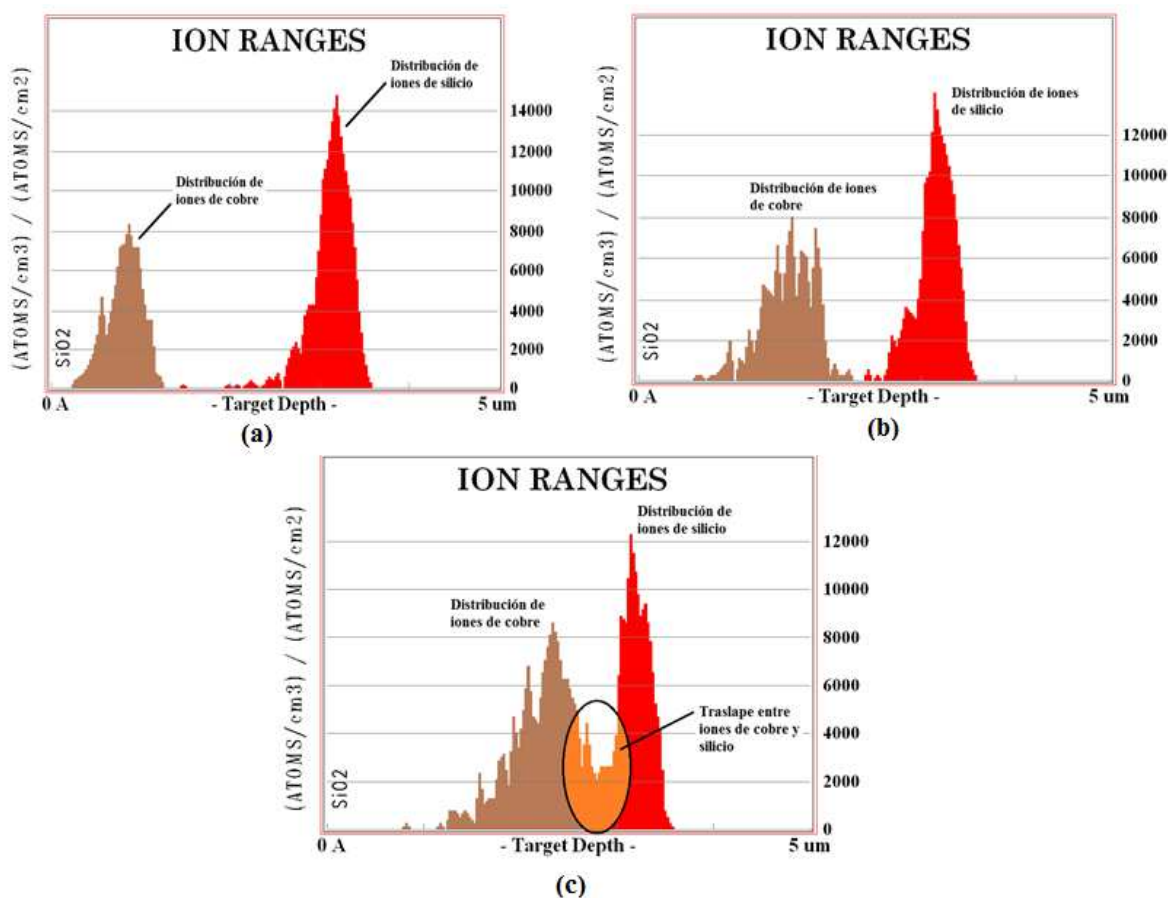 ION RANGES
(ATOMS/cm3) / (ATOMS/cm2)
Distribución de
iones de silicio
Distribución de
iones de cobre
SiO2
14000
12000
10000
8000
6000
4000
2000
0
0 A
- Target Depth -
5 um
(a)
ION RANGES
(ATOMS/cm3) / (ATOMS/cm2)
Distribución de iones
de silicio
Distribución de iones
de cobre
SiO2
12000
10000
8000
6000
4000
2000
0
0 A
- Target Depth -
5 um
(b)
ION RANGES
(ATOMS/cm3) / (ATOMS/cm2)
Distribución de
iones de silicio
Distribución de
iones de cobre
Traslape entre
iones de cobre y
silicio
SiO2
12000
10000
8000
6000
4000
2000
0
0 A
- Target Depth -
5 um
(c)